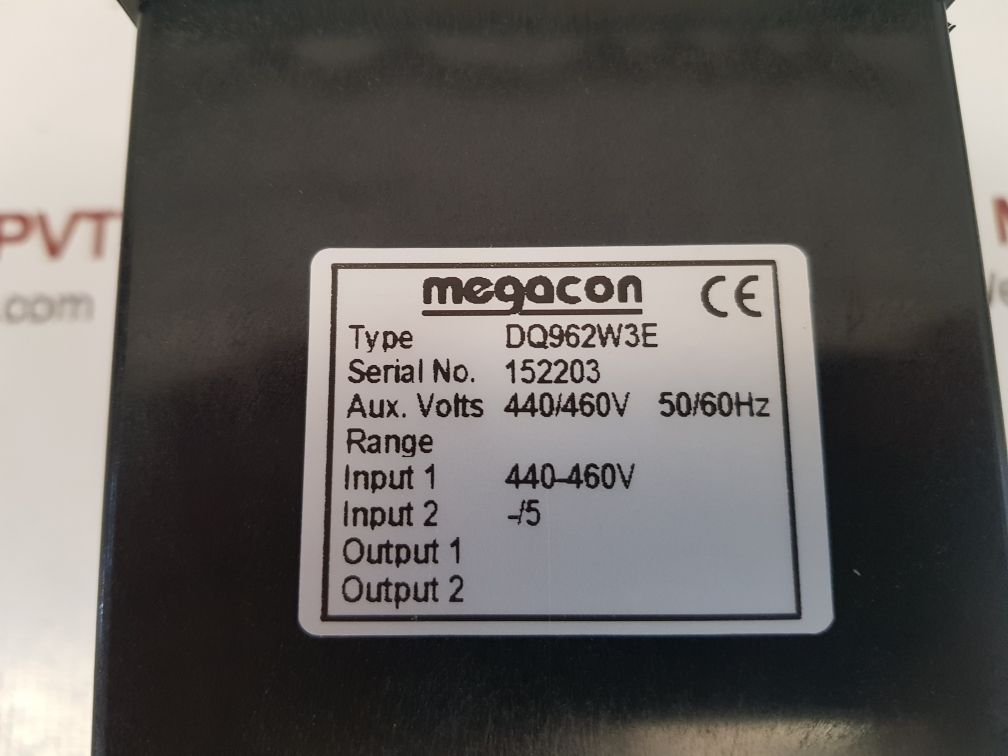 megacon CE
Type DQ962W3E
Serial No. 152203
Aux. Volts 440/460V 50/60Hz
Range
Input 1 440-460V
Input 2 -/5
Output 1
Output 2
PVT
.com